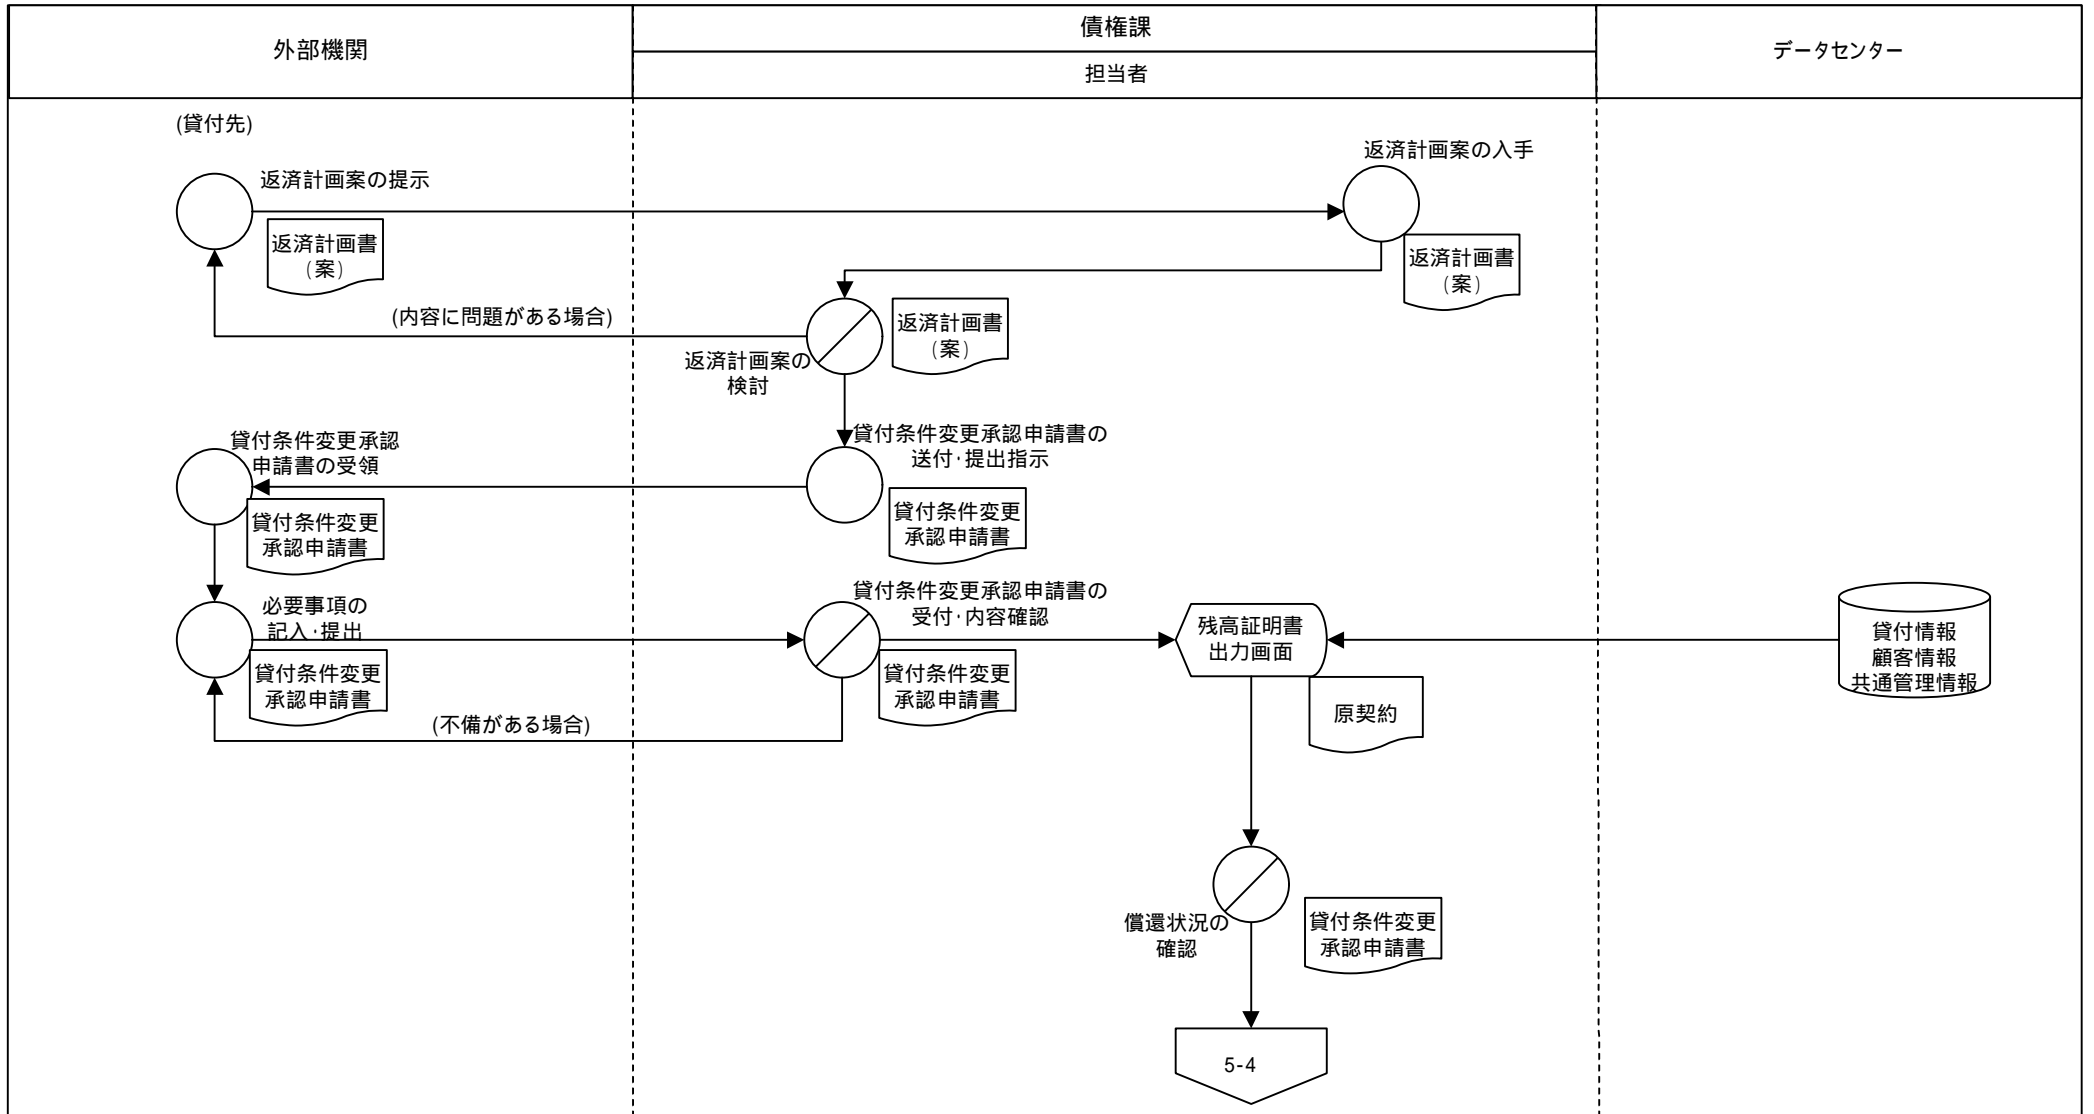 外部機関
債権課
担当者
データセンター
(貸付先)
返済計画案の提示
返済計画書
(案)
返済計画案の入手
返済計画書
(案)
(内容に問題がある場合)
返済計画案の
検討
返済計画書
(案)
貸付条件変更承認
申請書の受領
貸付条件変更
承認申請書
貸付条件変更承認申請書の
送付・提出指示
貸付条件変更
承認申請書
必要事項の
記入・提出
貸付条件変更
承認申請書
(不備がある場合)
貸付条件変更承認申請書の
受付・内容確認
貸付条件変更
承認申請書
残高証明書
出力画面
原契約
貸付情報
顧客情報
共通管理情報
償還状況の
確認
貸付条件変更
承認申請書
5-4